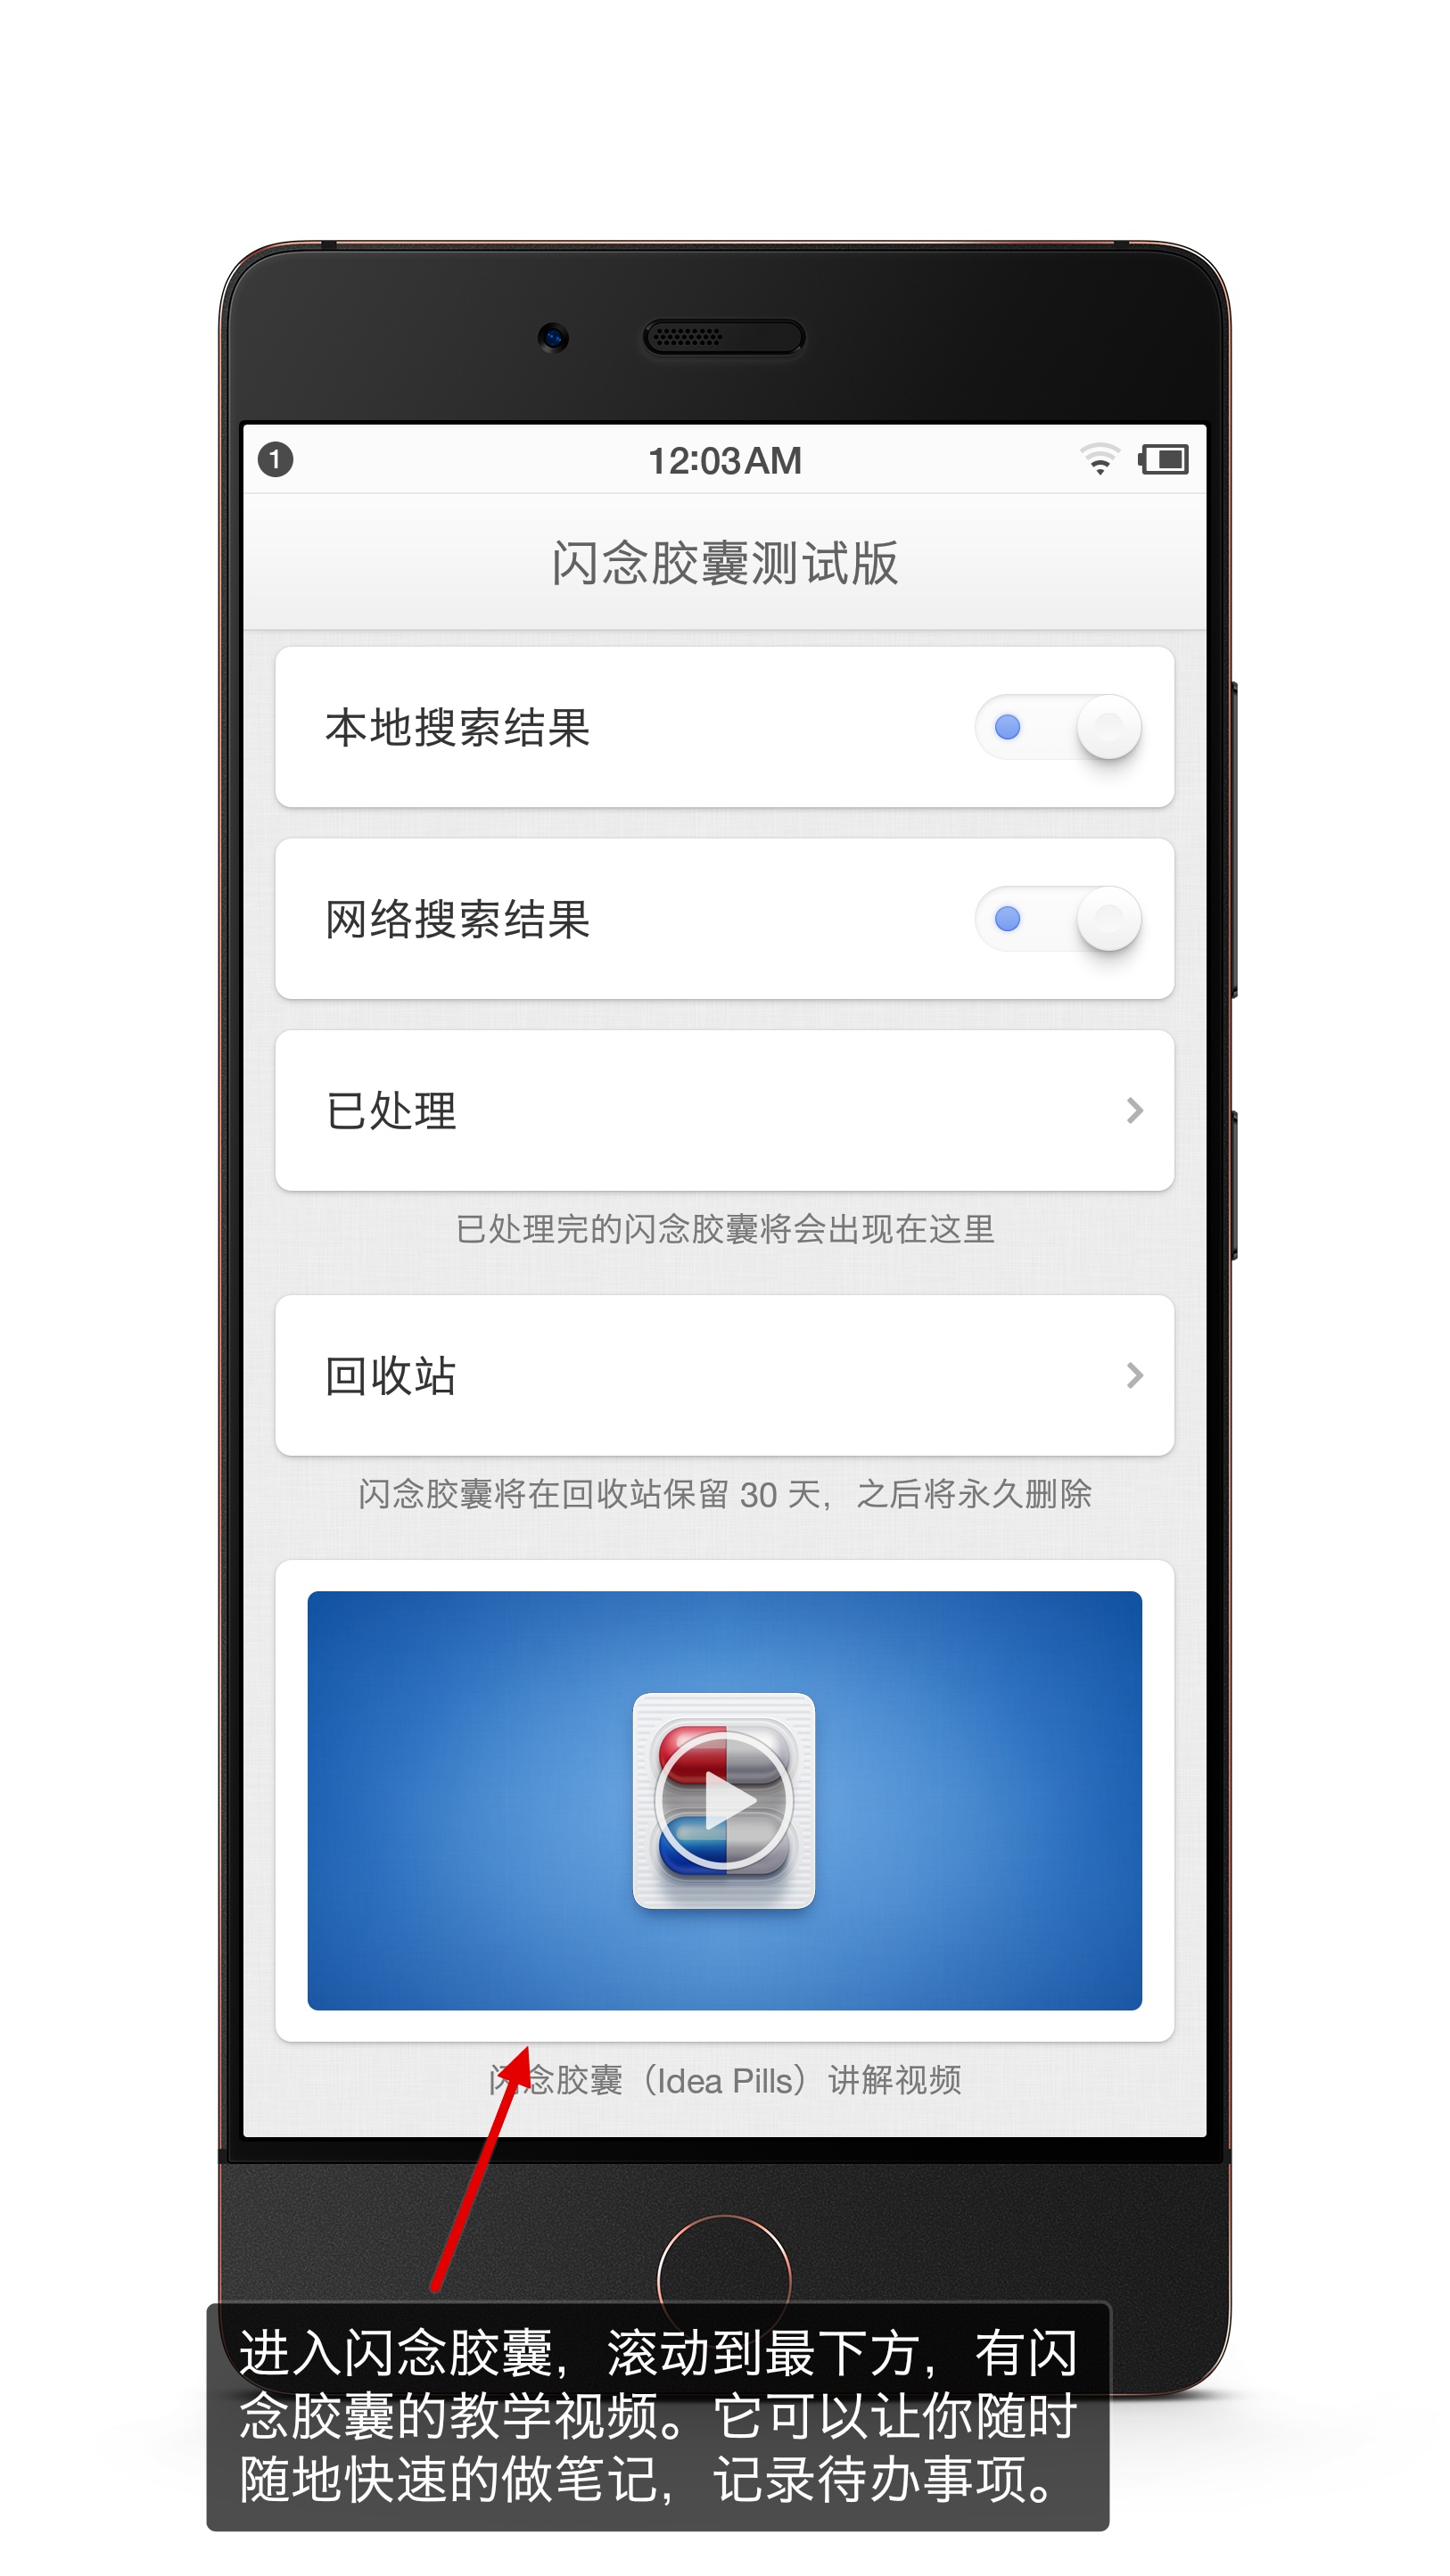 1
12:03AM
闪念胶囊测试版
本地搜索结果
网络搜索结果
已处理
已处理完的闪念胶囊将会出现在这里
回收站
闪念胶囊将在回收站保留 30 天，之后将永久删除
闪念胶囊（Idea Pills）讲解视频
进入闪念胶囊，滚动到最下方，有闪
念胶囊的教学视频。它可以让你随时
随地快速的做笔记，记录待办事项。